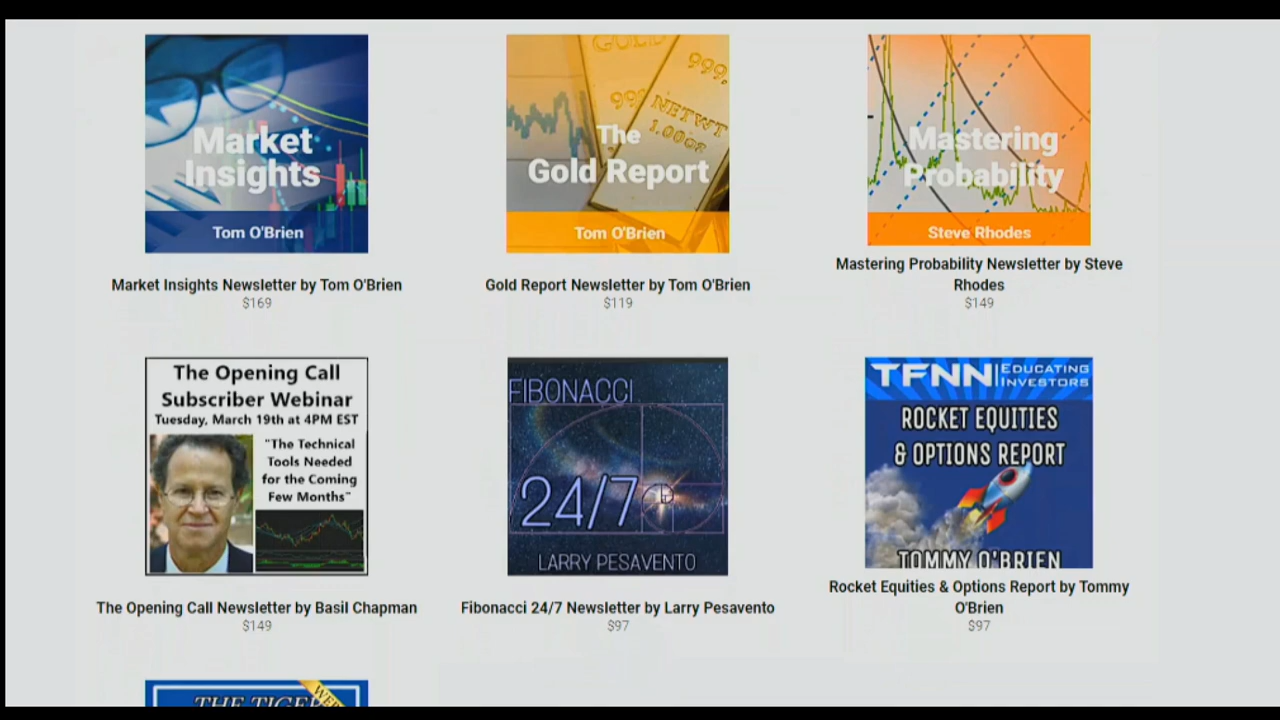 Market
Insights
Tom O'Brien
Market Insights Newsletter by Tom O'Brien
$169
GOLD
999.
999
NETWT
1.00oz
The
Gold Report
Tom O'Brien
Gold Report Newsletter by Tom O'Brien
$119
Mastering
Probability
Steve Rhodes
Mastering Probability Newsletter by Steve
Rhodes
$149
The Opening Call
Subscriber Webinar
Tuesday, March 19th at 4PM EST
"The Technical
Tools Needed
for the Coming
Few Months"
The Opening Call Newsletter by Basil Chapman
$149
FIBONACCI
24/7
LARRY PESAVENTO
Fibonacci 24/7 Newsletter by Larry Pesavento
$97
TFNN EDUCATING
INVESTORS
ROCKET EQUITIES
& OPTIONS REPORT
TOMMY O'BRIEN
Rocket Equities & Options Report by Tommy
O'Brien
$97
THE TIGER